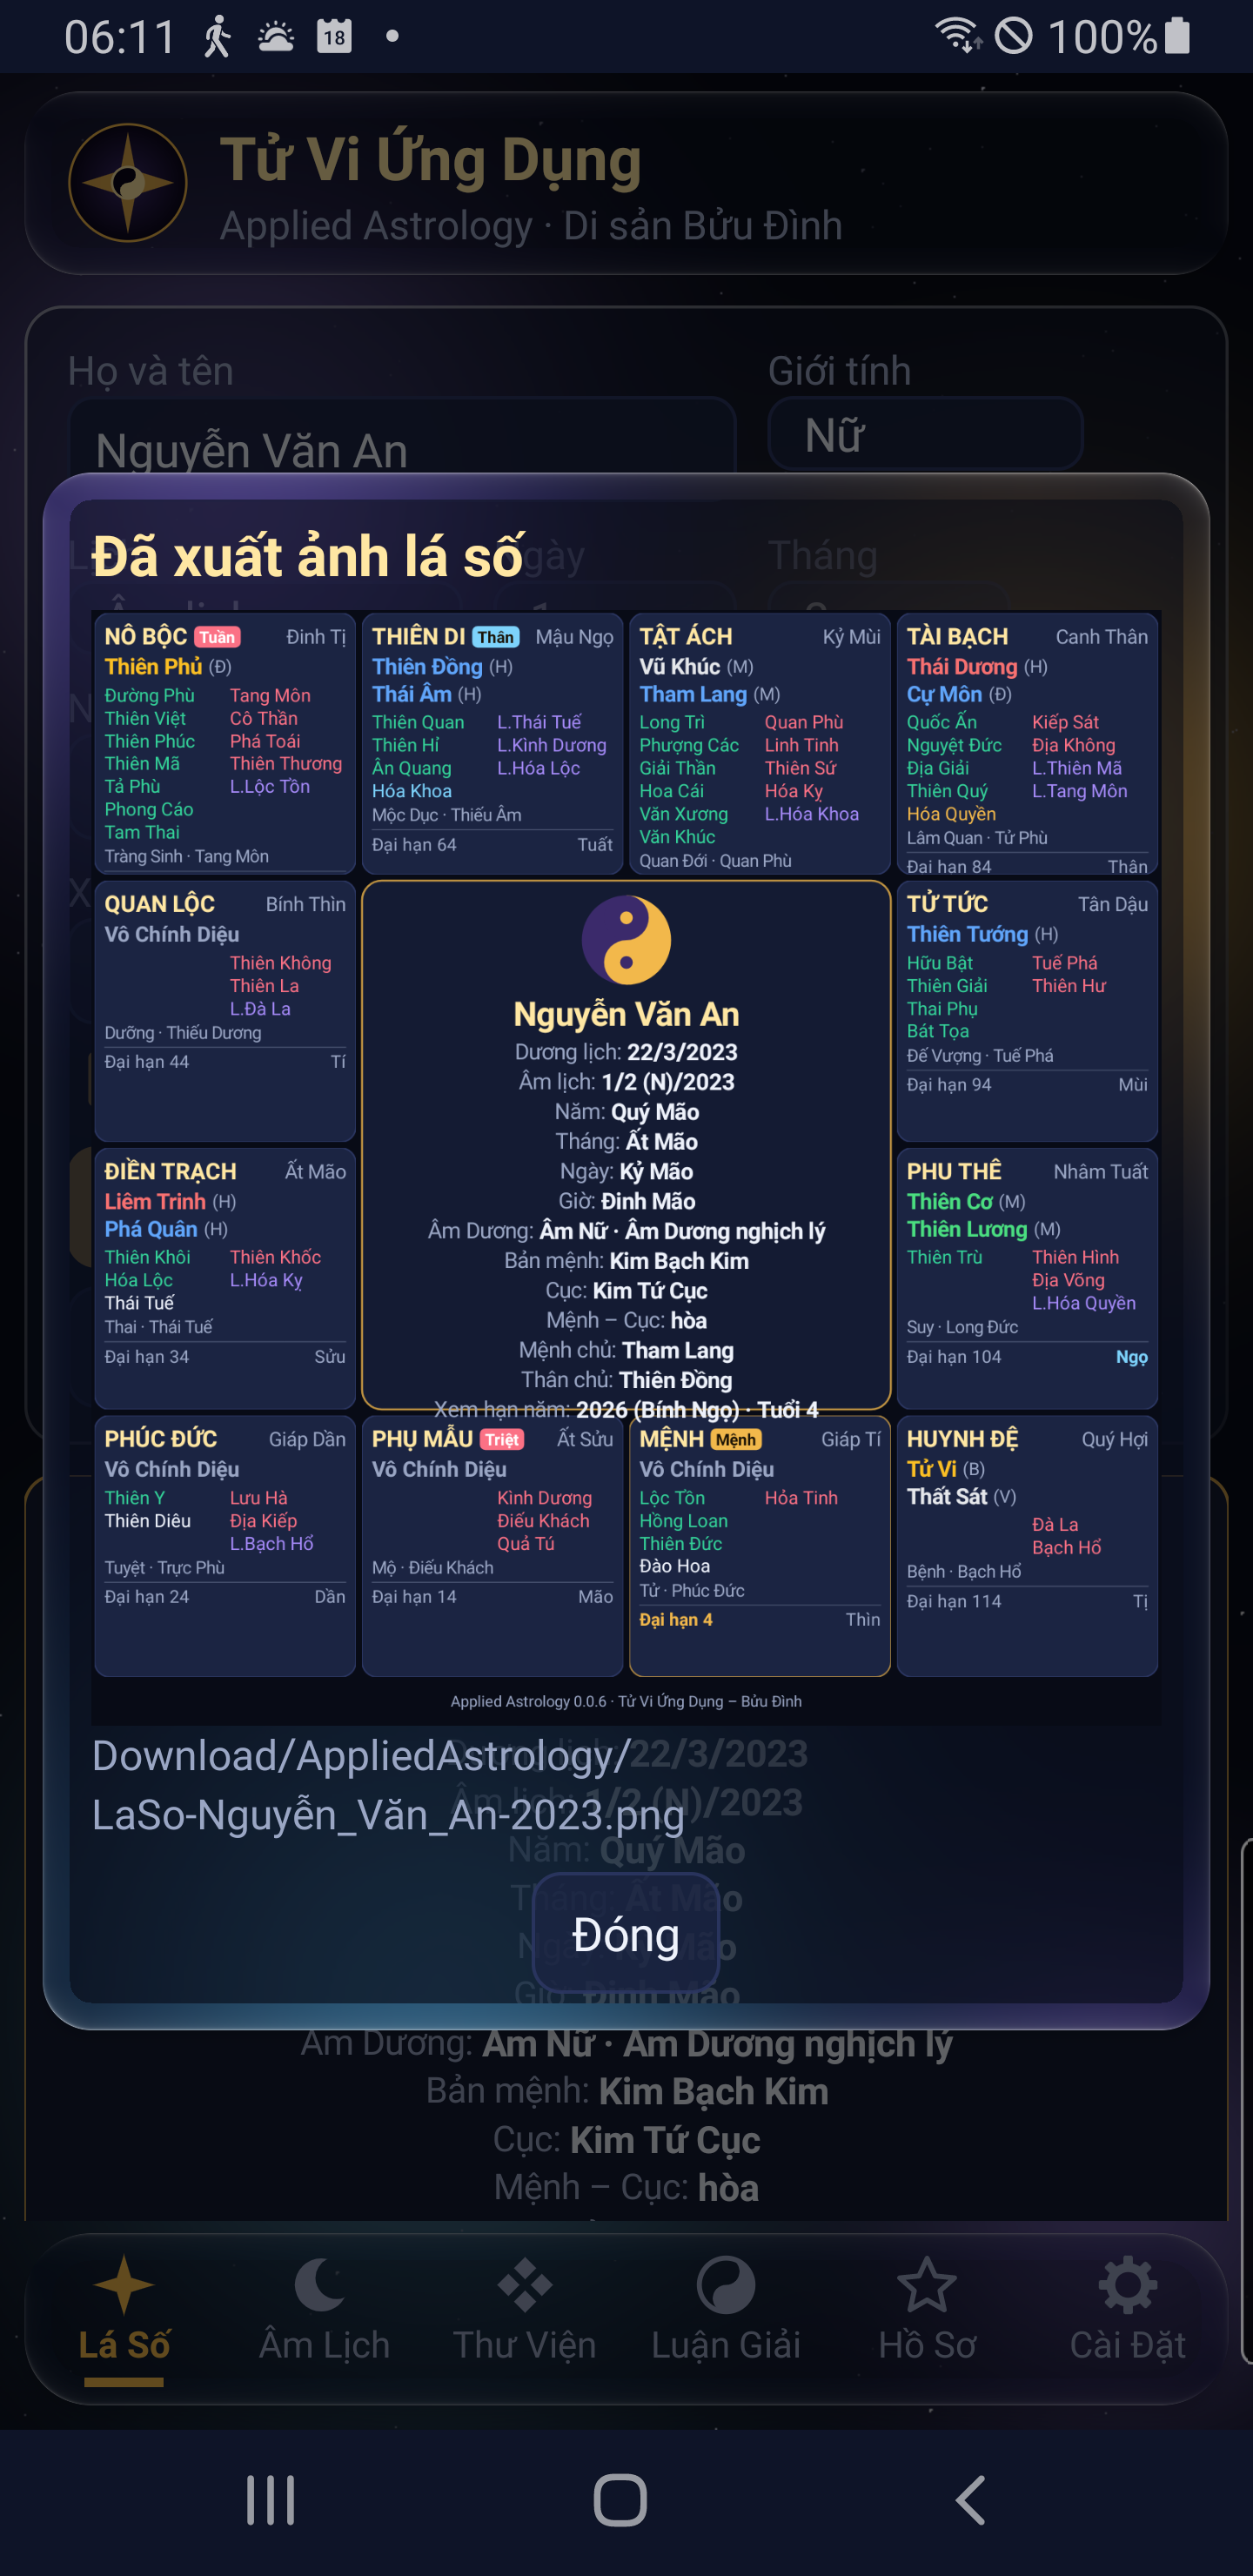 06:11
18
100%
Tử Vi Ứng Dụng
Applied Astrology · Di sản Bửu Đình
Họ và tên
Giới tính
Nguyễn Văn An
Nữ
Đã xuất ảnh lá số
Tháng
NÔ BỘC Tuần Đinh Tị
Thiên Phủ (Đ)
Đường Phù Tang Môn
Thiên Việt Cô Thần
Thiên Phúc Phá Toái
Thiên Mã Thiên Thương
Tả Phù L.Lộc Tồn
Phong Cáo
Tam Thai
Tràng Sinh · Tang Môn
THIÊN DI Thân Mậu Ngọ
Thiên Đồng (H)
Thái Âm (H)
Thiên Quan L.Thái Tuế
Thiên Hỉ L.Kình Dương
Ân Quang L.Hóa Lộc
Hóa Khoa
Mộc Dục · Thiếu Âm
Đại hạn 64 Tuất
TẬT ÁCH Kỷ Mùi
Vũ Khúc (M)
Tham Lang (M)
Long Trì Quan Phù
Phượng Các Linh Tinh
Giải Thần Thiên Sứ
Hoa Cái Hóa Kỵ
Văn Xương L.Hóa Khoa
Văn Khúc
Quan Đới · Quan Phù
TÀI BẠCH Canh Thân
Thái Dương (H)
Cự Môn (Đ)
Quốc Ấn Kiếp Sát
Nguyệt Đức Địa Không
Địa Giải L.Thiên Mã
Thiên Quý L.Tang Môn
Hóa Quyền
Lâm Quan · Tử Phù
Đại hạn 84 Thân
QUAN LỘC Bính Thìn
Vô Chính Diệu
Thiên Không
Thiên La
L.Đà La
Dưỡng · Thiếu Dương
Đại hạn 44 Tí
Nguyễn Văn An
Dương lịch: 22/3/2023
Âm lịch: 1/2 (N)/2023
Năm: Quý Mão
Tháng: Ất Mão
Ngày: Kỷ Mão
Giờ: Đinh Mão
Âm Dương: Âm Nữ · Âm Dương nghịch lý
Bản mệnh: Kim Bạch Kim
Cục: Kim Tứ Cục
Mệnh – Cục: hòa
Mệnh chủ: Tham Lang
Thân chủ: Thiên Đồng
Xem hạn năm: 2026 (Bính Ngọ) · Tuổi 4
TỬ TỨC Tân Dậu
Thiên Tướng (H)
Hữu Bật Tuế Phá
Thiên Giải Thiên Hư
Thai Phụ
Bát Tọa
Đế Vượng · Tuế Phá
Đại hạn 94 Mùi
ĐIỀN TRẠCH Ất Mão
Liêm Trinh (H)
Phá Quân (H)
Thiên Khôi Thiên Khốc
Hóa Lộc L.Hóa Kỵ
Thái Tuế
Thai · Thái Tuế
Đại hạn 34 Sửu
PHU THÊ Nhâm Tuất
Thiên Cơ (M)
Thiên Lương (M)
Thiên Trù Thiên Hình
Địa Võng
L.Hóa Quyền
Suy · Long Đức
Đại hạn 104 Ngọ
PHÚC ĐỨC Giáp Dần
Vô Chính Diệu
Thiên Y Lưu Hà
Thiên Diêu Địa Kiếp
L.Bạch Hổ
Tuyệt · Trực Phù
Đại hạn 24 Dần
PHỤ MẪU Triệt Ất Sửu
Vô Chính Diệu
Kình Dương
Điếu Khách
Quả Tú
Mộ · Điếu Khách
Đại hạn 14 Mão
MỆNH Mệnh Giáp Tí
Vô Chính Diệu
Lộc Tồn Hỏa Tinh
Hồng Loan
Thiên Đức
Đào Hoa
Tử · Phúc Đức
Đại hạn 4 Thìn
HUYNH ĐỆ Quý Hợi
Tử Vi (B)
Thất Sát (V)
Đà La
Bạch Hổ
Bệnh · Bạch Hổ
Đại hạn 114 Tị
Applied Astrology 0.0.6 · Tử Vi Ứng Dụng – Bửu Đình
Download/AppliedAstrology/
LaSo-Nguyễn_Văn_An-2023.png
Dương lịch: 22/3/2023
Âm lịch: 1/2 (N)/2023
Năm: Quý Mão
Tháng: Ất Mão
Đóng
Giờ: Đinh Mão
Âm Dương: Âm Nữ · Âm Dương nghịch lý
Bản mệnh: Kim Bạch Kim
Cục: Kim Tứ Cục
Mệnh – Cục: hòa
Lá Số
Âm Lịch
Thư Viện
Luận Giải
Hồ Sơ
Cài Đặt